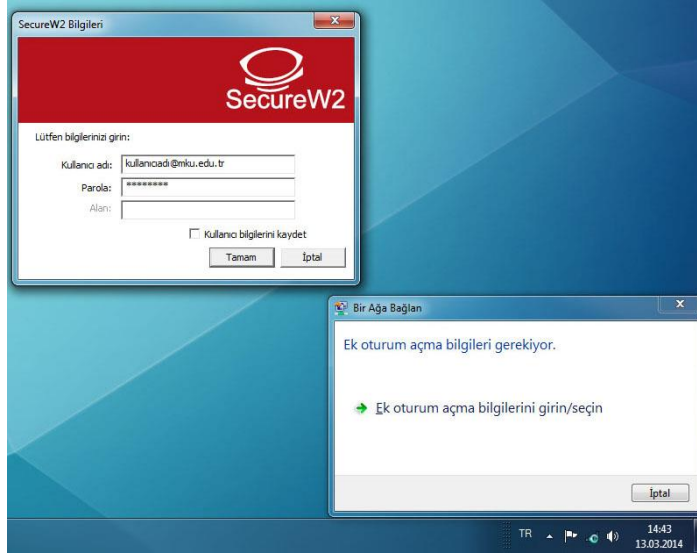 SecureW2 Bilgileri
SecureW2
Lütfen bilgilerinizi girin:
Kullanıcı adı: kullanıcıadı@mku.edu.tr
Parola: ********
Alan:
Kullanıcı bilgilerini kaydet
Tamam İptal
Bir Ağa Bağlan
Ek oturum açma bilgileri gerekiyor.
Ek oturum açma bilgilerini girin/seçin
İptal
TR 14:43
13.03.2014